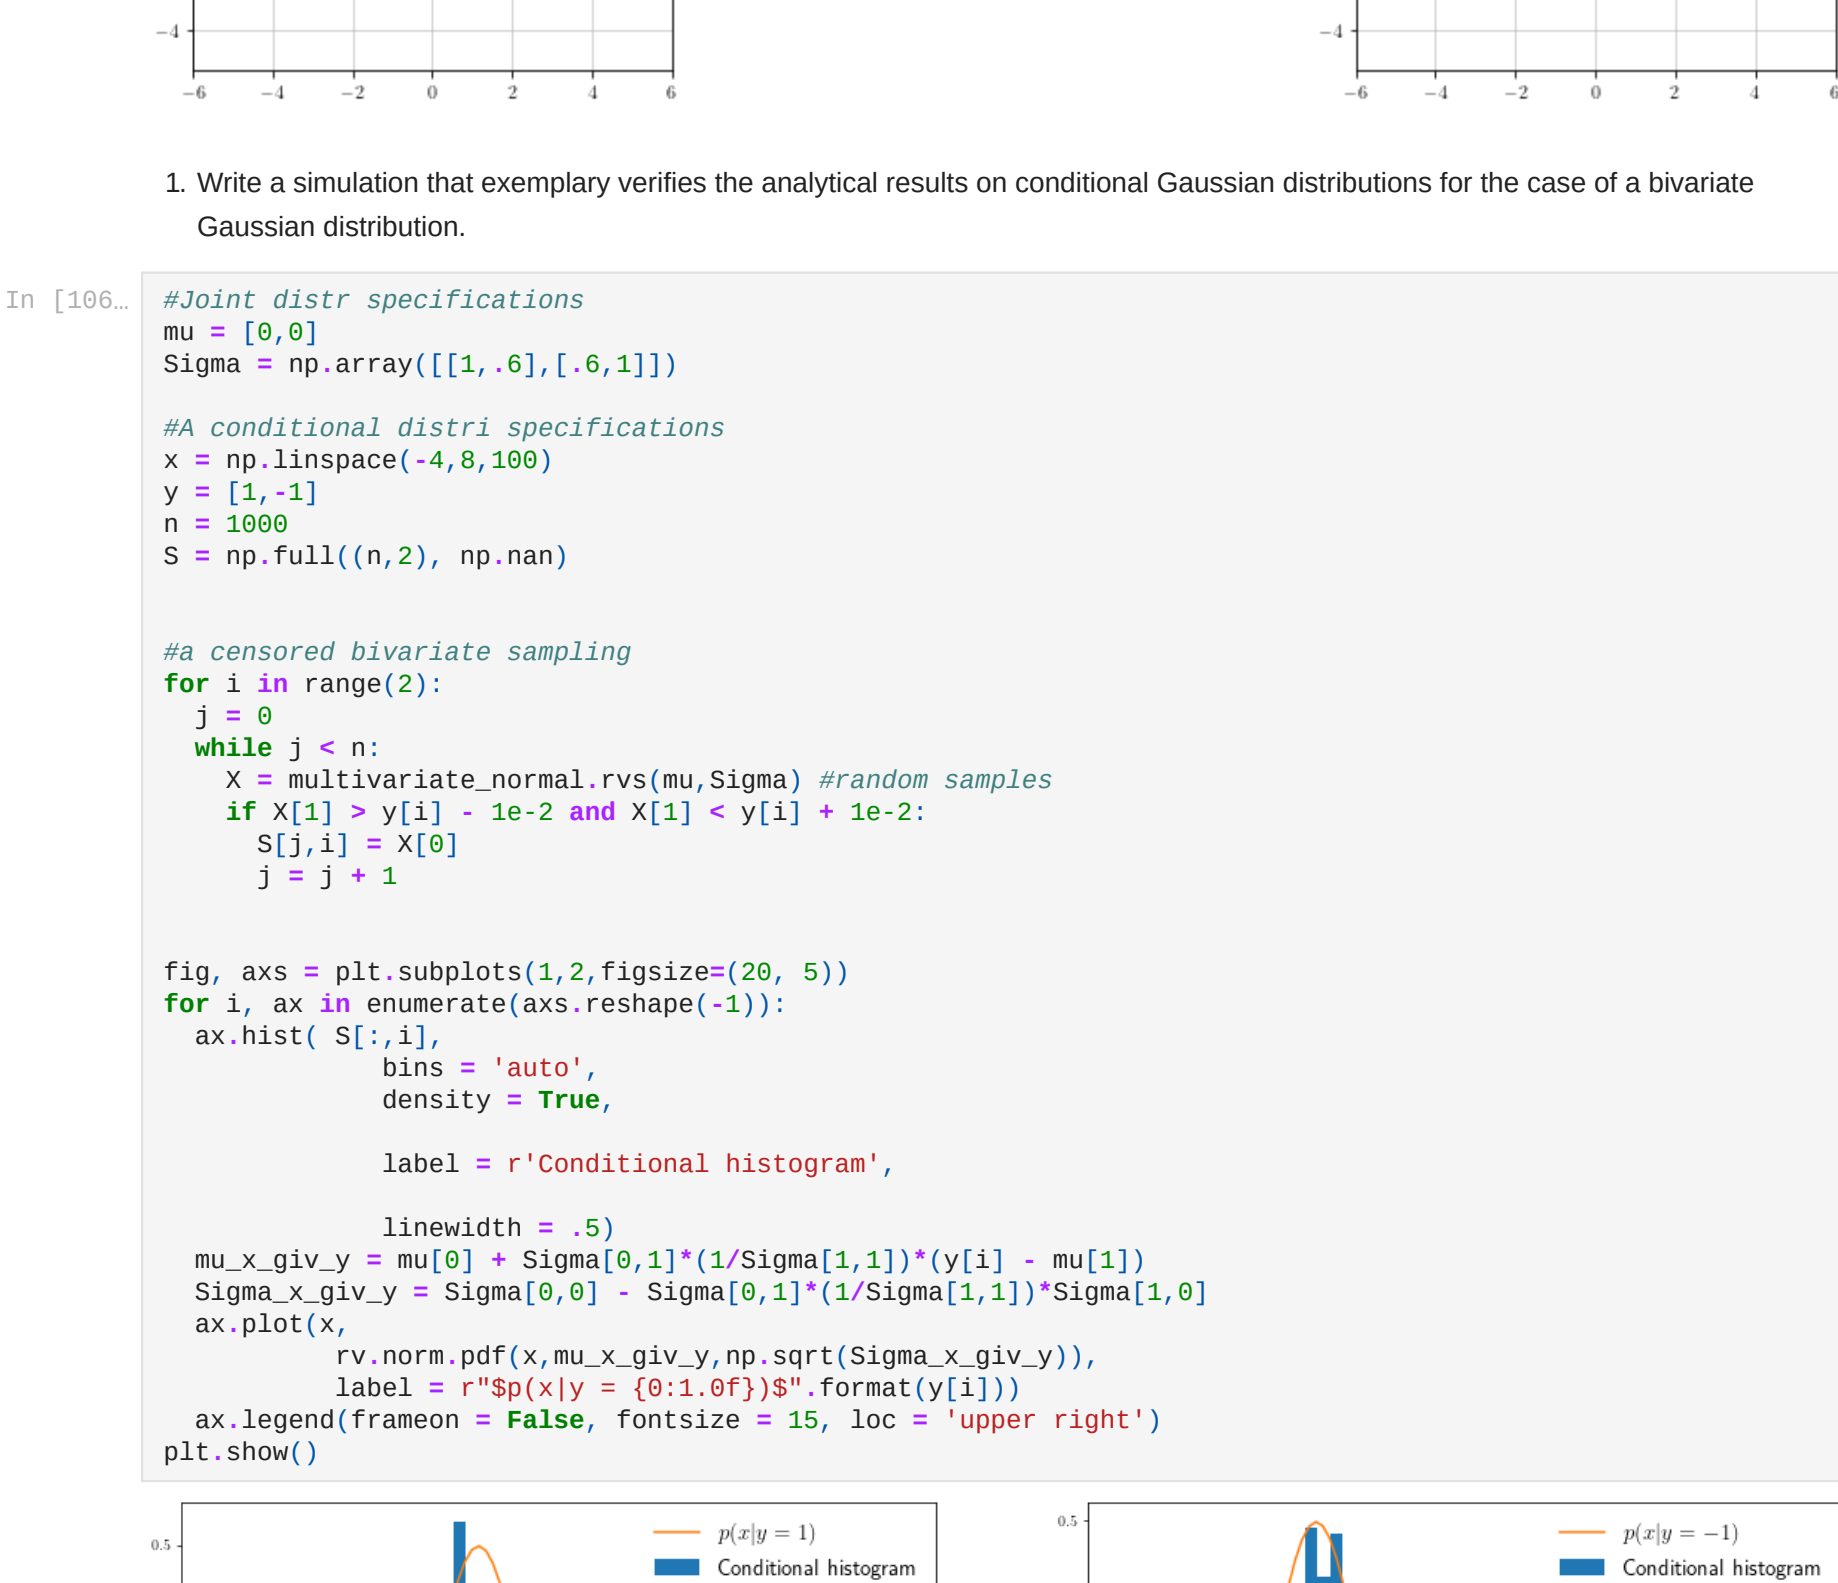 −4
−6 −4 −2 0 2 4 6
−4
−6 −4 −2 0 2 4 6
1. Write a simulation that exemplary verifies the analytical results on conditional Gaussian distributions for the case of a bivariate
Gaussian distribution.
In [106…
#Joint distr specifications
mu = [0,0]
Sigma = np.array([[1,.6],[.6,1]])
#A conditional distri specifications
x = np.linspace(-4,8,100)
y = [1,-1]
n = 1000
S = np.full((n,2), np.nan)
#a censored bivariate sampling
for i in range(2):
  j = 0
  while j < n:
    X = multivariate_normal.rvs(mu,Sigma) #random samples
    if X[1] > y[i] - 1e-2 and X[1] < y[i] + 1e-2:
      S[j,i] = X[0]
      j = j + 1
fig, axs = plt.subplots(1,2,figsize=(20, 5))
for i, ax in enumerate(axs.reshape(-1)):
  ax.hist( S[:,i],
              bins = 'auto',
              density = True,
              label = r'Conditional histogram',
              linewidth = .5)
  mu_x_giv_y = mu[0] + Sigma[0,1]*(1/Sigma[1,1])*(y[i] - mu[1])
  Sigma_x_giv_y = Sigma[0,0] - Sigma[0,1]*(1/Sigma[1,1])*Sigma[1,0]
  ax.plot(x,
           rv.norm.pdf(x,mu_x_giv_y,np.sqrt(Sigma_x_giv_y)),
           label = r"$p(x|y = {0:1.0f})$".format(y[i]))
  ax.legend(frameon = False, fontsize = 15, loc = 'upper right')
plt.show()
0.5
p(x|y = 1)
Conditional histogram
0.5
p(x|y = −1)
Conditional histogram